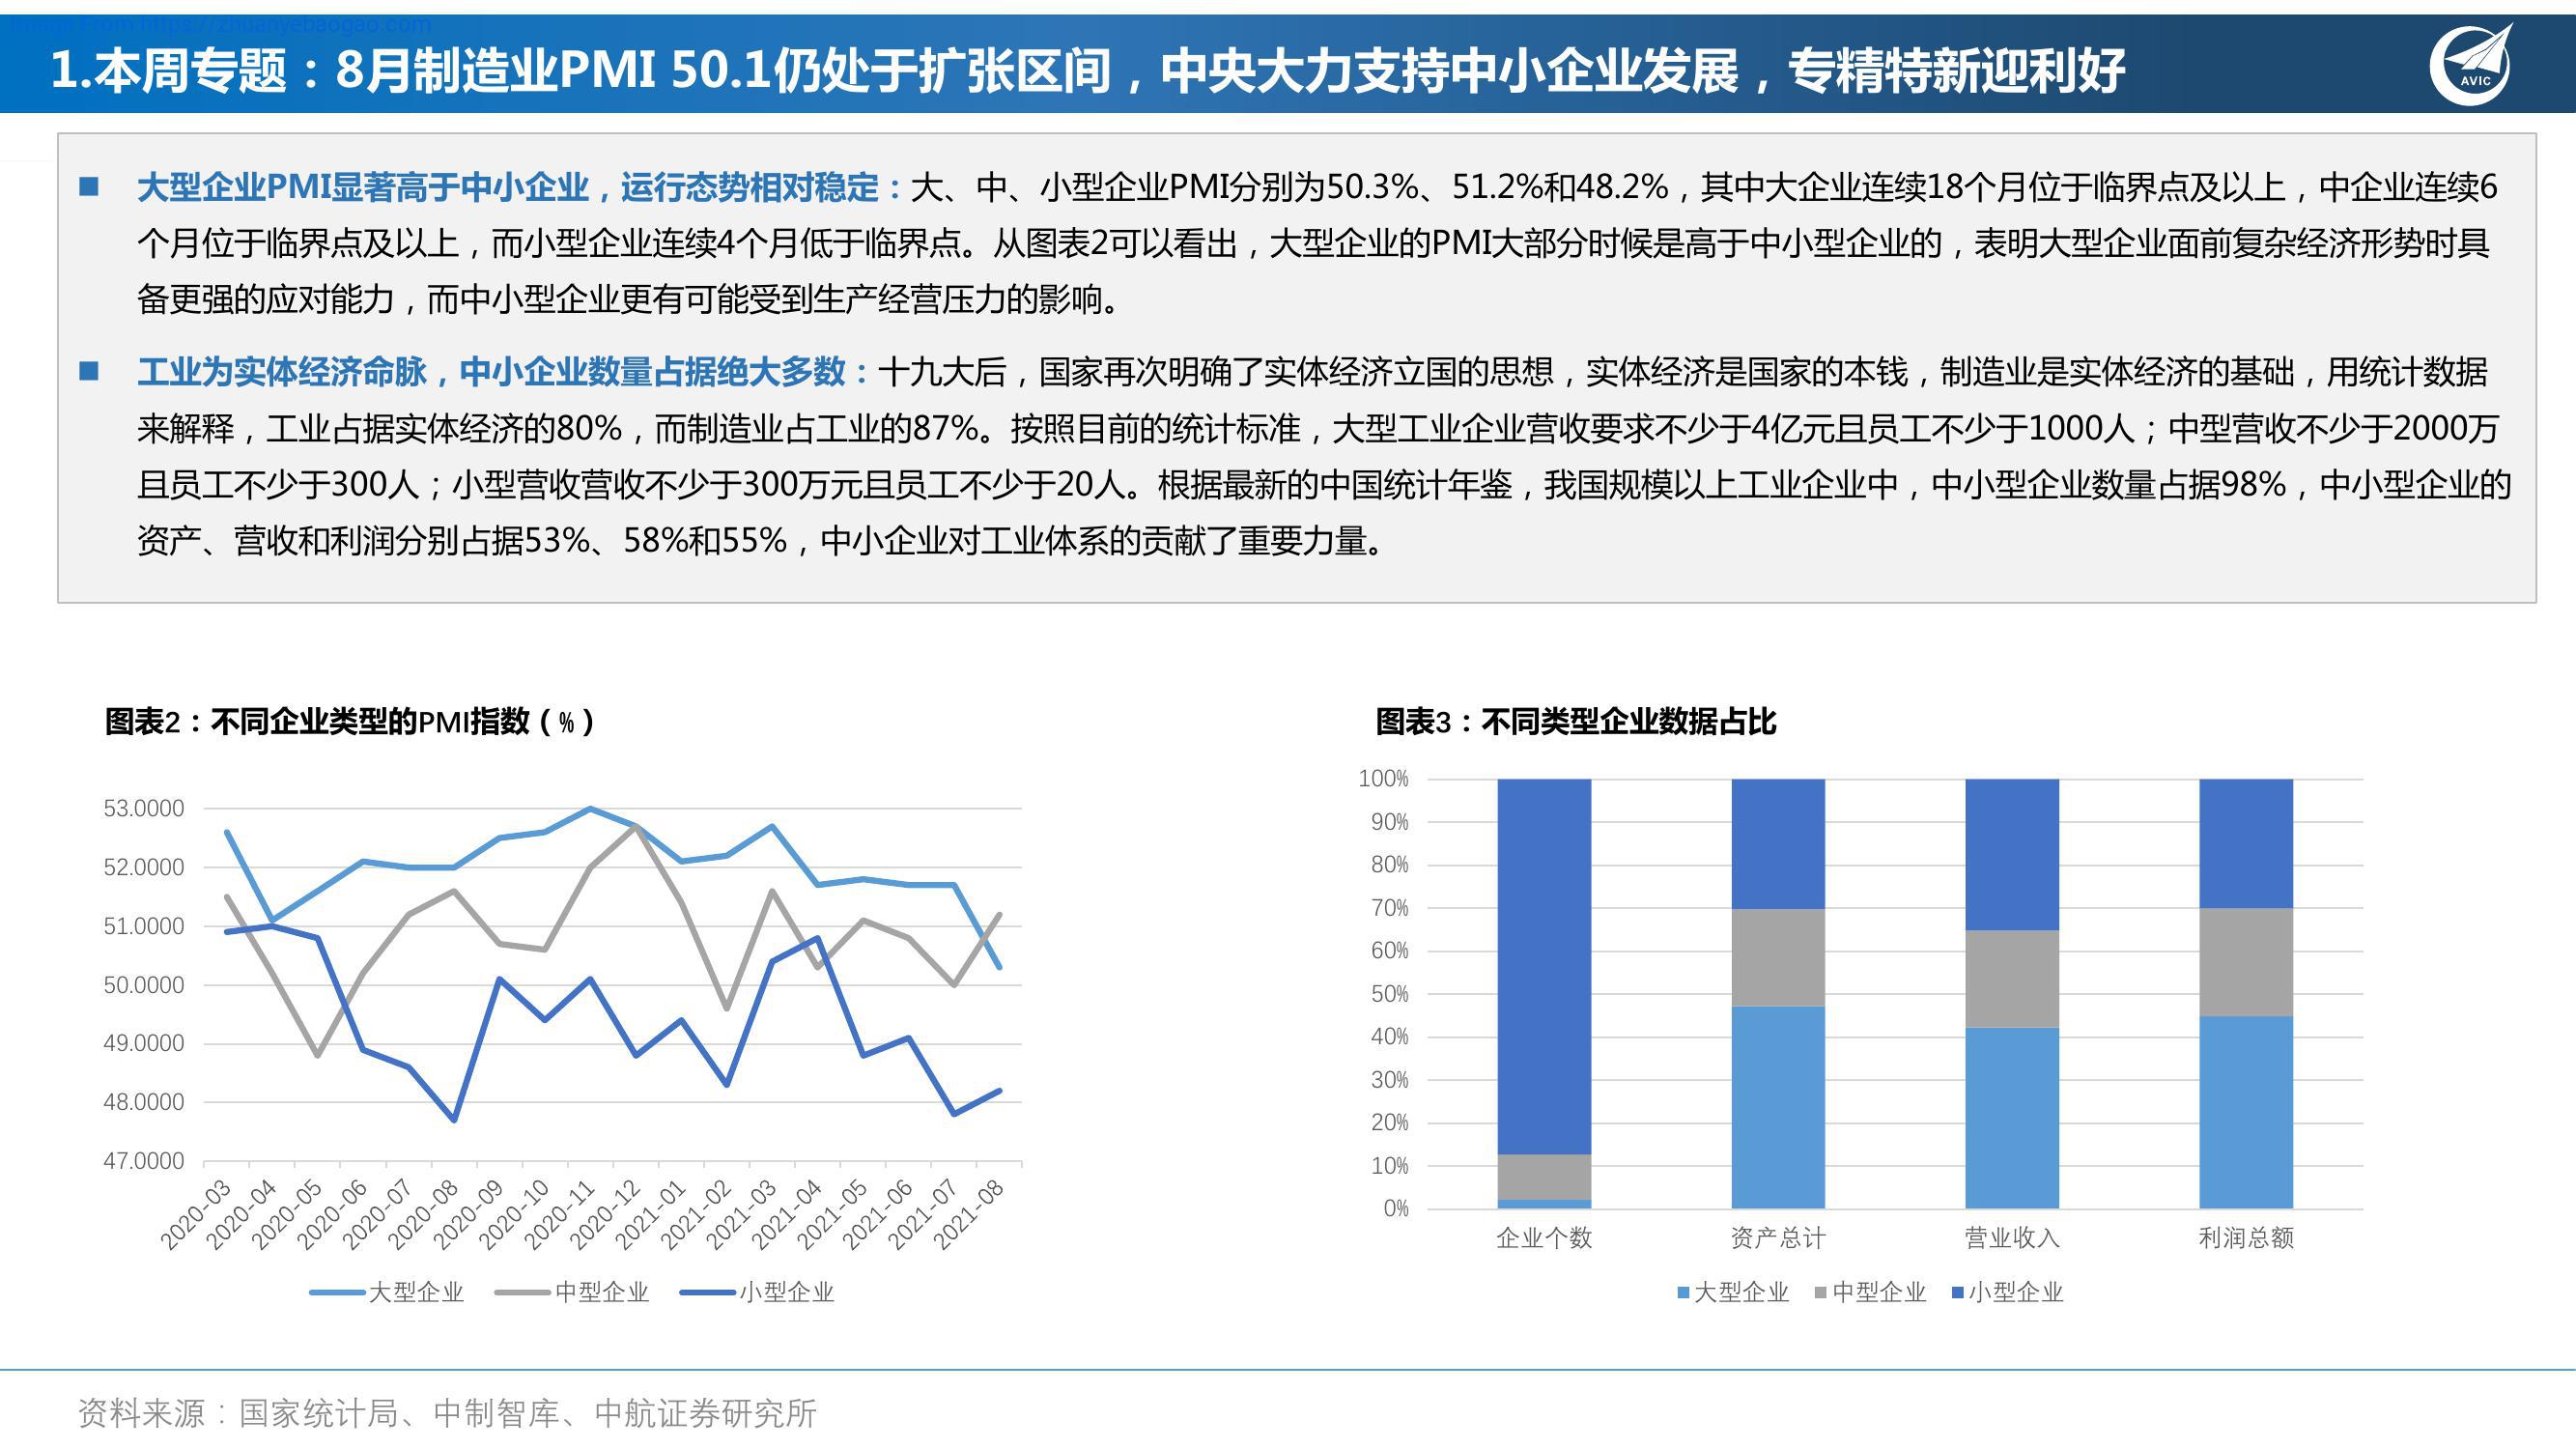 Image From https://zhuanyebaogao.com
1.本周专题：8月制造业PMI 50.1仍处于扩张区间，中央大力支持中小企业发展，专精特新迎利好
AVIC
■ 大型企业PMI显著高于中小企业，运行态势相对稳定：大、中、小型企业PMI分别为50.3%、51.2%和48.2%，其中大企业连续18个月位于临界点及以上，中企业连续6
个月位于临界点及以上，而小型企业连续4个月低于临界点。从图表2可以看出，大型企业的PMI大部分时候是高于中小型企业的，表明大型企业面前复杂经济形势时具
备更强的应对能力，而中小型企业更有可能受到生产经营压力的影响。
■ 工业为实体经济命脉，中小企业数量占据绝大多数：十九大后，国家再次明确了实体经济立国的思想，实体经济是国家的本钱，制造业是实体经济的基础，用统计数据
来解释，工业占据实体经济的80%，而制造业占工业的87%。按照目前的统计标准，大型工业企业营收要求不少于4亿元且员工不少于1000人；中型营收不少于2000万
且员工不少于300人；小型营收营收不少于300万元且员工不少于20人。根据最新的中国统计年鉴，我国规模以上工业企业中，中小型企业数量占据98%，中小型企业的
资产、营收和利润分别占据53%、58%和55%，中小企业对工业体系的贡献了重要力量。
图表2：不同企业类型的PMI指数（%）
53.0000
52.0000
51.0000
50.0000
49.0000
48.0000
47.0000
2020-03 2020-04 2020-05 2020-06 2020-07 2020-08 2020-09 2020-10 2020-11 2020-12 2021-01 2021-02 2021-03 2021-04 2021-05 2021-06 2021-07 2021-08
大型企业 中型企业 小型企业
图表3：不同类型企业数据占比
100%
90%
80%
70%
60%
50%
40%
30%
20%
10%
0%
企业个数 资产总计 营业收入 利润总额
大型企业 中型企业 小型企业
资料来源：国家统计局、中制智库、中航证券研究所